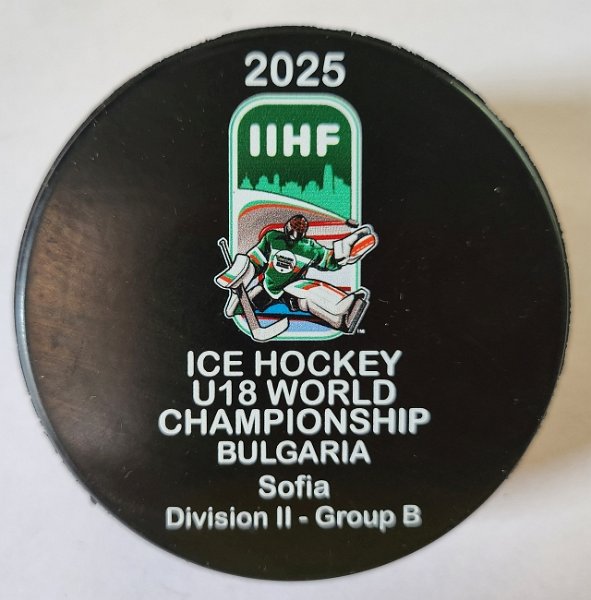 2025
IIHF
ICE HOCKEY
U18 WORLD
CHAMPIONSHIP
BULGARIA
Sofia
Division II - Group B